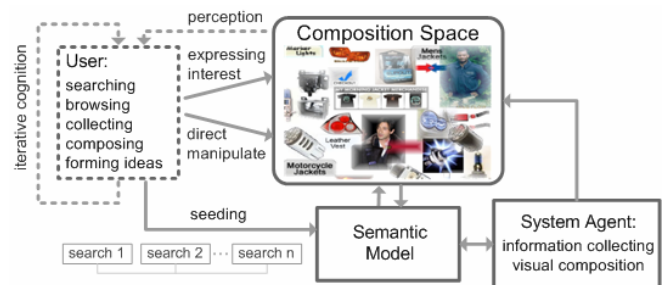 perception
Composition Space
User:
searching
browsing
collecting
composing
forming ideas
iterative cognition
expressing
interest
direct
manipulate
Marker
Lights
Mens
Jackets
Leather
Vest
Motorcycle
Jackets
seeding
search 1
search 2
...
search n
Semantic
Model
System Agent:
information collecting
visual composition